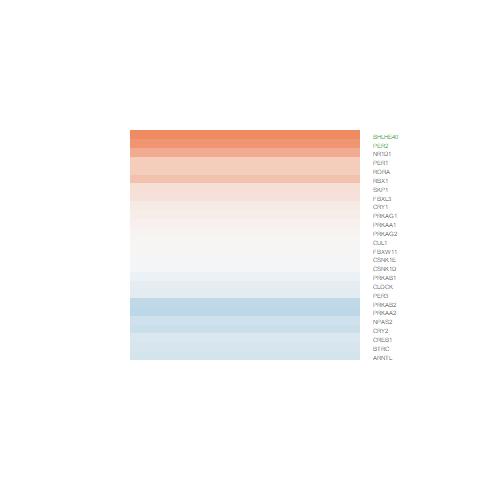 BHLHE40
PER2
NR1D1
PER1
RORA
RBX1
SKP1
FBXL3
CRY1
PRKAG1
PRKAA1
PRKAG2
CUL1
FBXW11
CSNK1E
CSNK1D
PRKAB1
CLOCK
PER3
PRKAB2
PRKAA2
NPAS2
CRY2
CREB1
BTRC
ARNTL